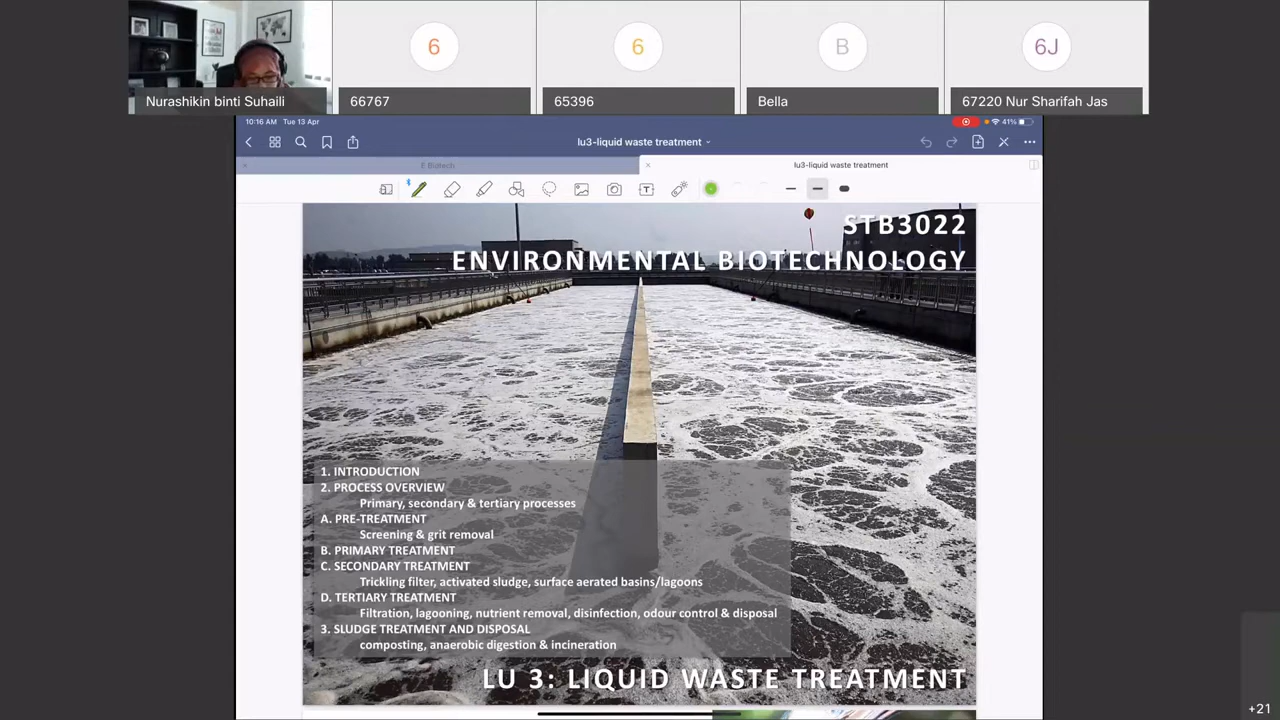 6
6
B
6J
Nurashikin binti Suhaili
66767
65396
Bella
67220 Nur Sharifah Jas
10:16 AM Tue 13 Apr
41%
lu3-liquid waste treatment
lu3-liquid waste treatment
T
STB3022
ENVIRONMENTAL BIOTECHNOLOGY
1. INTRODUCTION
2. PROCESS OVERVIEW
Primary, secondary & tertiary processes
A. PRE-TREATMENT
Screening & grit removal
B. PRIMARY TREATMENT
C. SECONDARY TREATMENT
Trickling filter, activated sludge, surface aerated basins/lagoons
D. TERTIARY TREATMENT
Filtration, lagooning, nutrient removal, disinfection, odour control & disposal
3. SLUDGE TREATMENT AND DISPOSAL
composting, anaerobic digestion & incineration
LU 3: LIQUID WASTE TREATMENT
+21